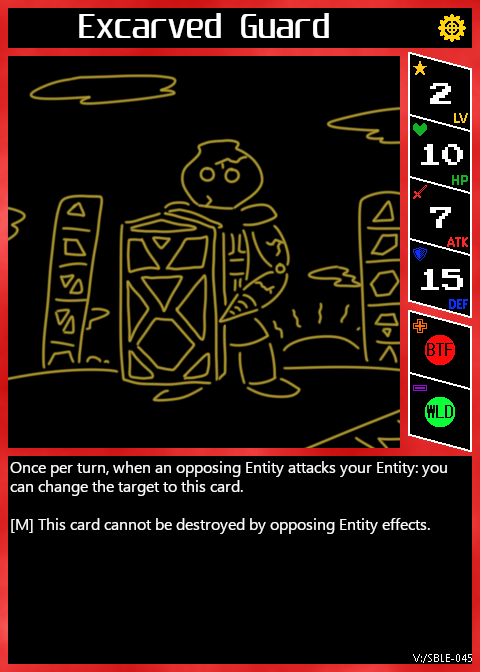 Excarved Guard
2
LV
10
HP
7
ATK
15
DEF
BTF
WLD
Once per turn, when an opposing Entity attacks your Entity: you
can change the target to this card.
[M] This card cannot be destroyed by opposing Entity effects.
V:/SBLE-045